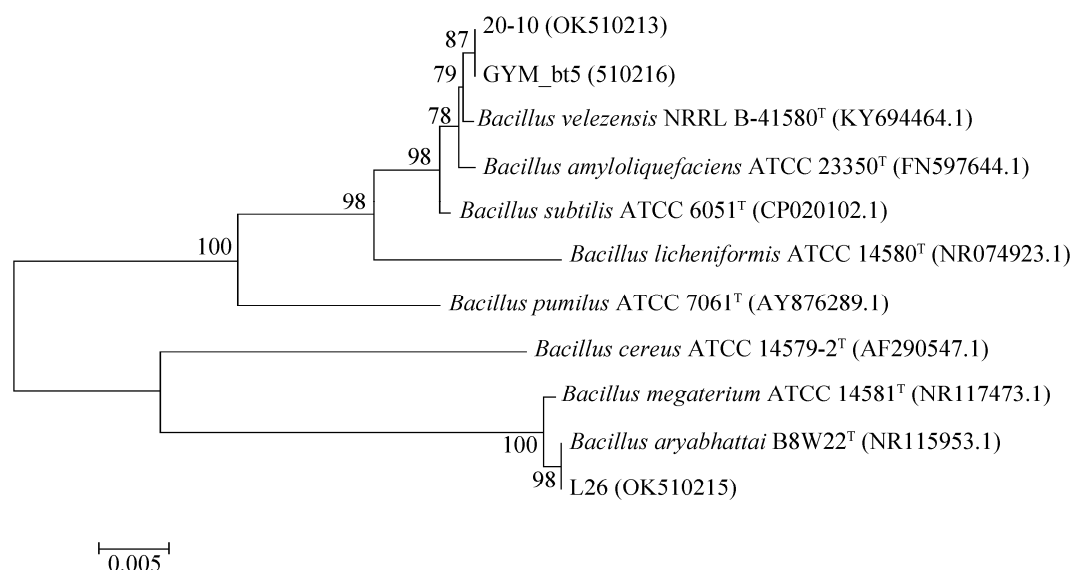 20-10 (OK510213)
87
GYM_bt5 (510216)
79
78
Bacillus velezensis NRRL B-41580ᵀ (KY694464.1)
98
Bacillus amyloliquefaciens ATCC 23350ᵀ (FN597644.1)
98
Bacillus subtilis ATCC 6051ᵀ (CP020102.1)
100
Bacillus licheniformis ATCC 14580ᵀ (NR074923.1)
Bacillus pumilus ATCC 7061ᵀ (AY876289.1)
Bacillus cereus ATCC 14579-2ᵀ (AF290547.1)
Bacillus megaterium ATCC 14581ᵀ (NR117473.1)
100
Bacillus aryabhattai B8W22ᵀ (NR115953.1)
98
L26 (OK510215)
0.005